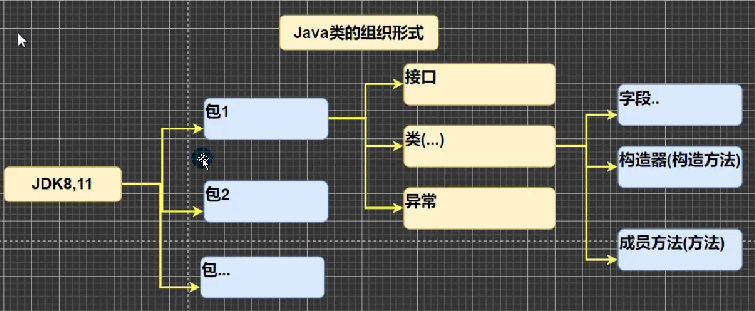 Java类的组织形式
JDK8,11
包1
包2
包...
接口
类(...)
异常
字段..
构造器(构造方法)
成员方法(方法)